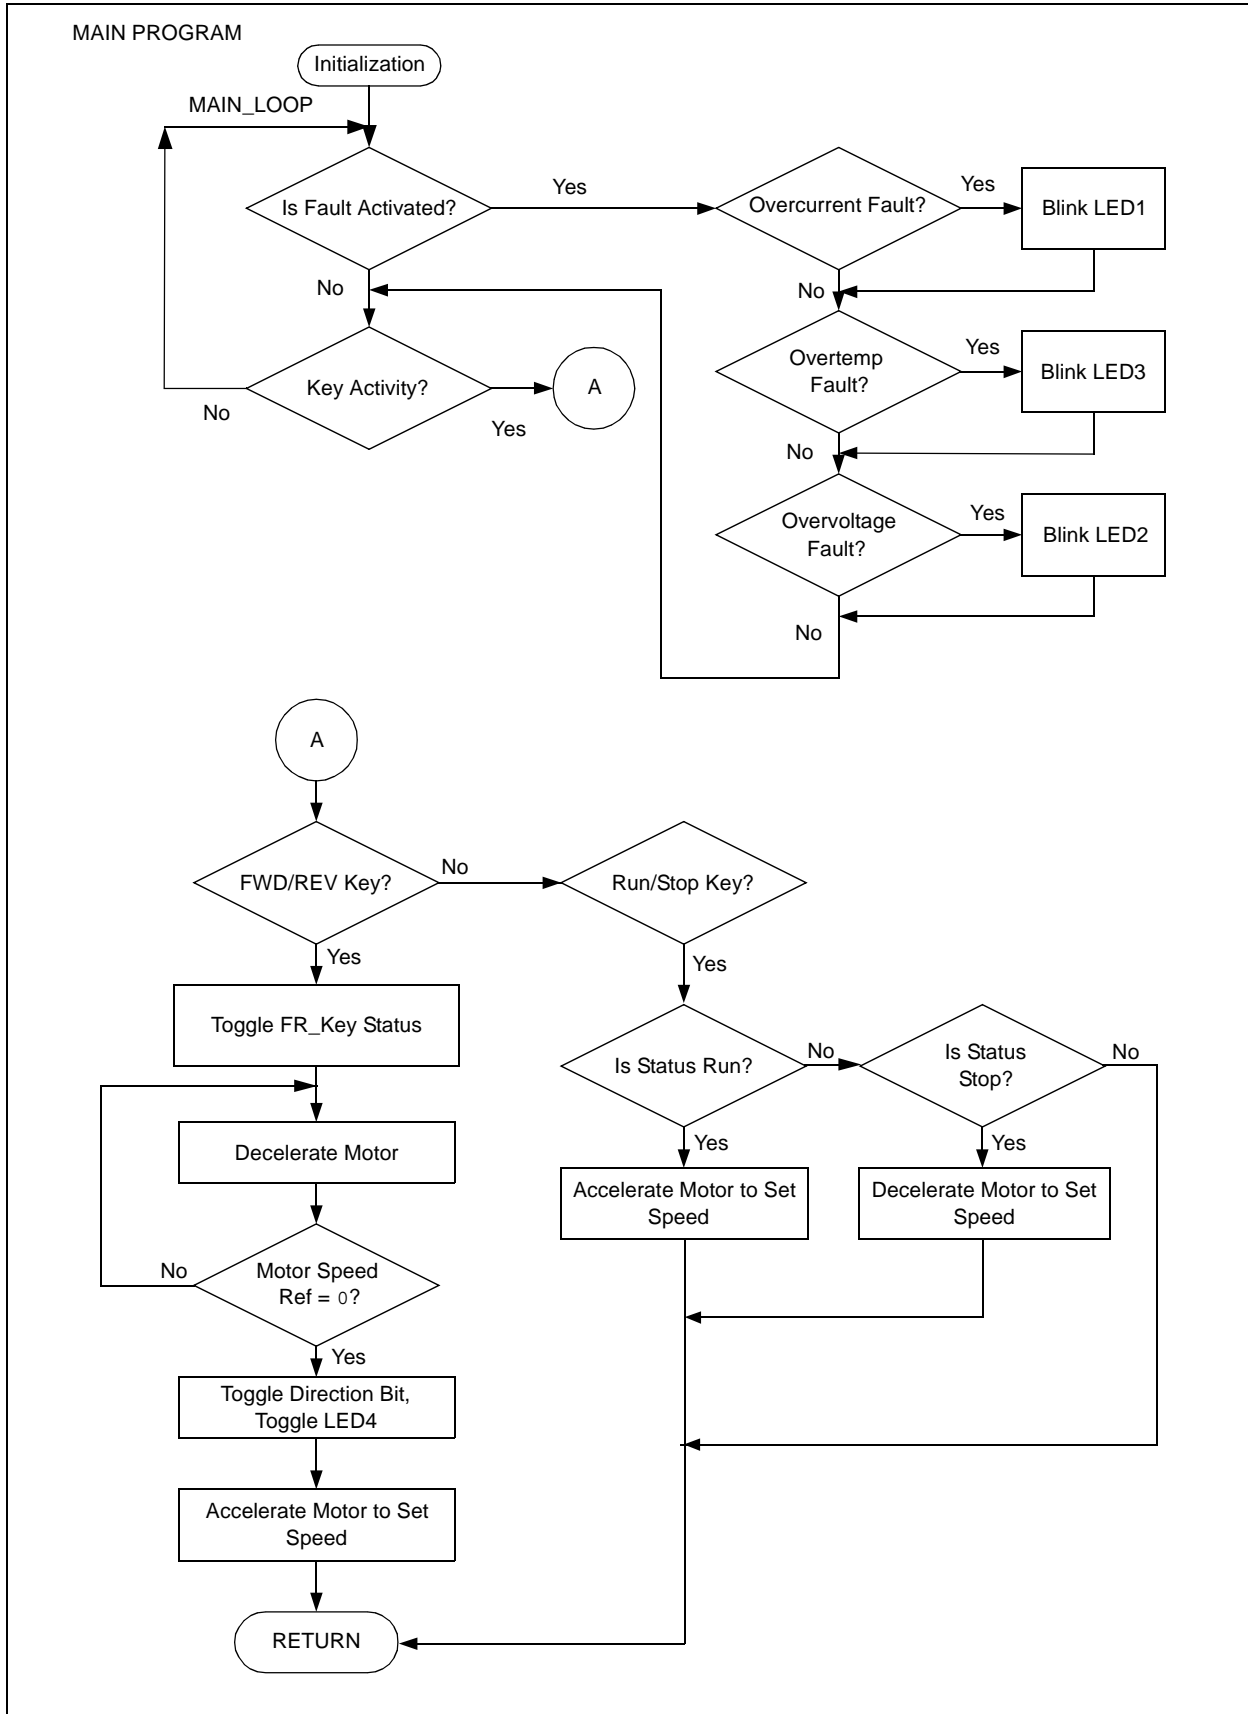 MAIN PROGRAM
Initialization
MAIN_LOOP
Is Fault Activated?
Yes
Overcurrent Fault?
Yes
Blink LED1
No
No
Overtemp
Fault?
Yes
Blink LED3
Key Activity?
No
Yes
A
No
Overvoltage
Fault?
Yes
Blink LED2
No
A
FWD/REV Key?
No
Run/Stop Key?
Yes
Yes
Toggle FR_Key Status
Is Status Run?
No
Is Status
Stop?
No
Decelerate Motor
Yes
Yes
Accelerate Motor to Set
Speed
Decelerate Motor to Set
Speed
No
Motor Speed
Ref = 0?
Yes
Toggle Direction Bit,
Toggle LED4
Accelerate Motor to Set
Speed
RETURN